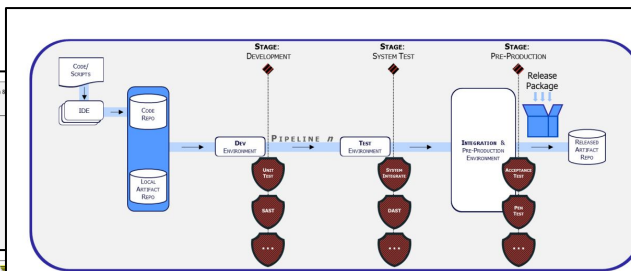 STAGE:
DEVELOPMENT
STAGE:
SYSTEM TEST
STAGE:
PRE-PRODUCTION
CODE/
SCRIPTS
IDE
CODE
REPO
LOCAL
ARTIFACT
REPO
DEV
ENVIRONMENT
PIPELINE n
TEST
ENVIRONMENT
INTEGRATION &
PRE-PRODUCTION
ENVIRONMENT
Release
Package
RELEASED
ARTIFACT
REPO
UNIT
TEST
SAST
...
SYSTEM
INTEGRATE
DAST
...
ACCEPTANCE
TEST
PEN
TEST
...